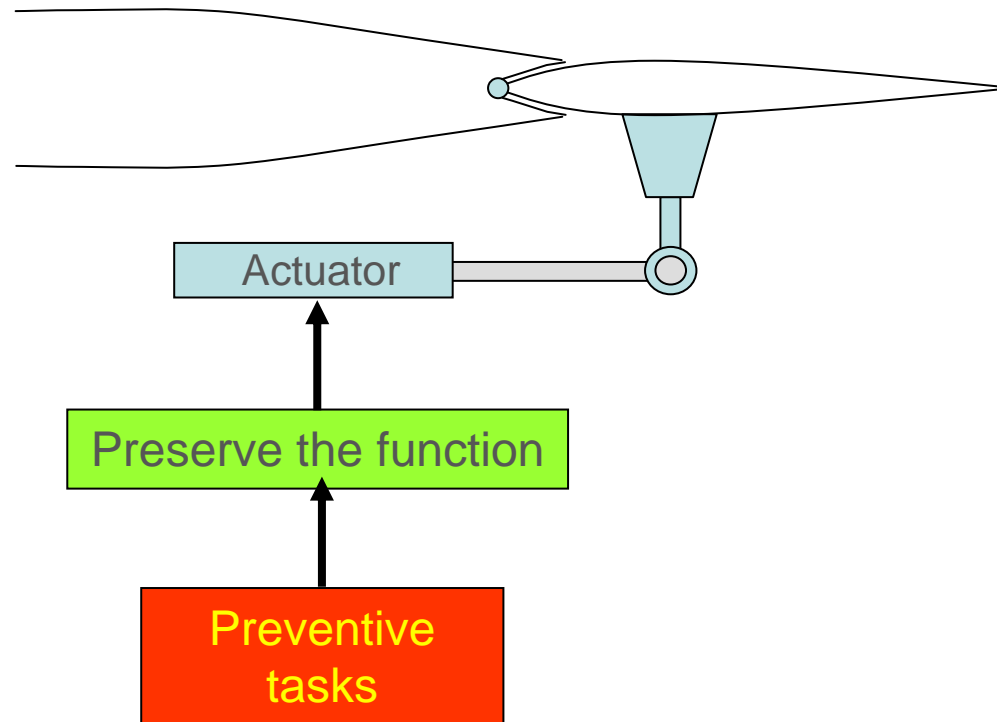 Actuator
Preserve the function
Preventive
tasks